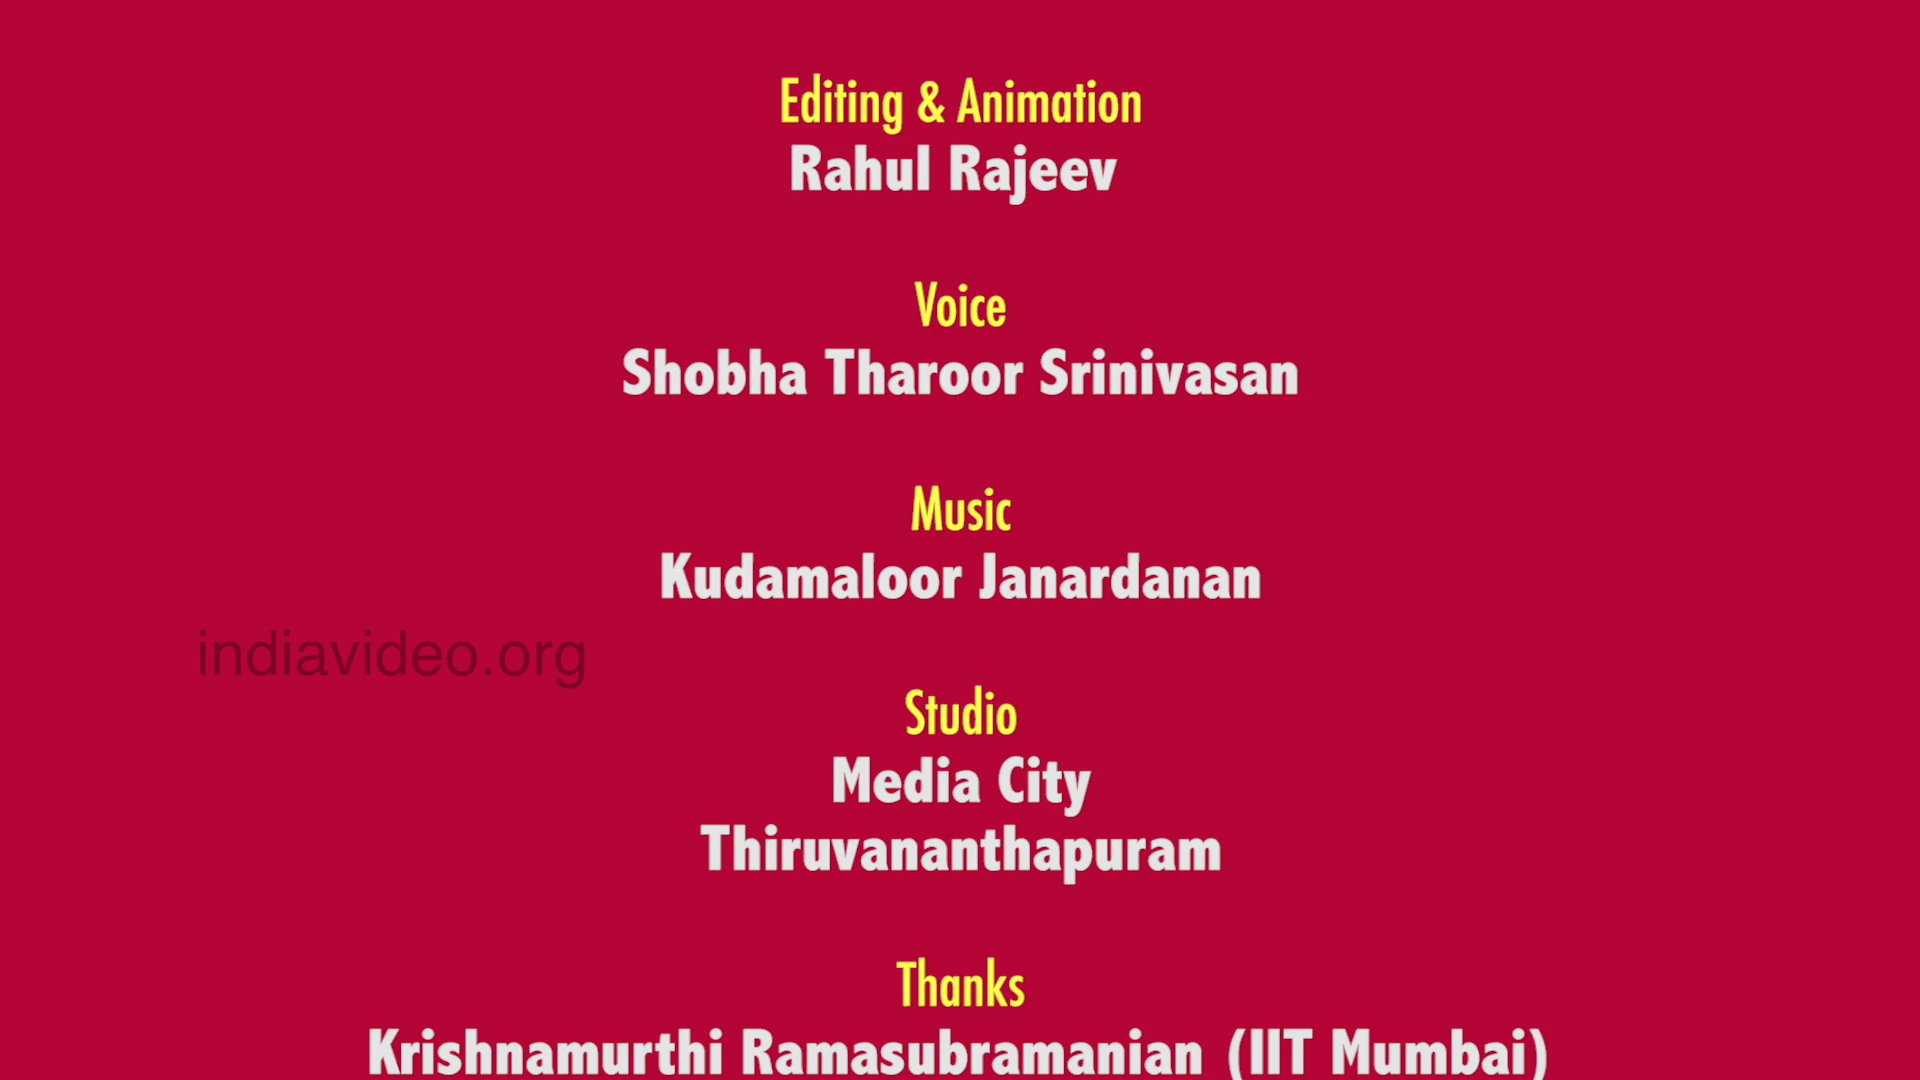 Editing & Animation
Rahul Rajeev
Voice
Shobha Tharoor Srinivasan
Music
Kudamaloor Janardanan
indiavideo.org
Studio
Media City
Thiruvananthapuram
Thanks
Krishnamurthi Ramasubramanian (IIT Mumbai)